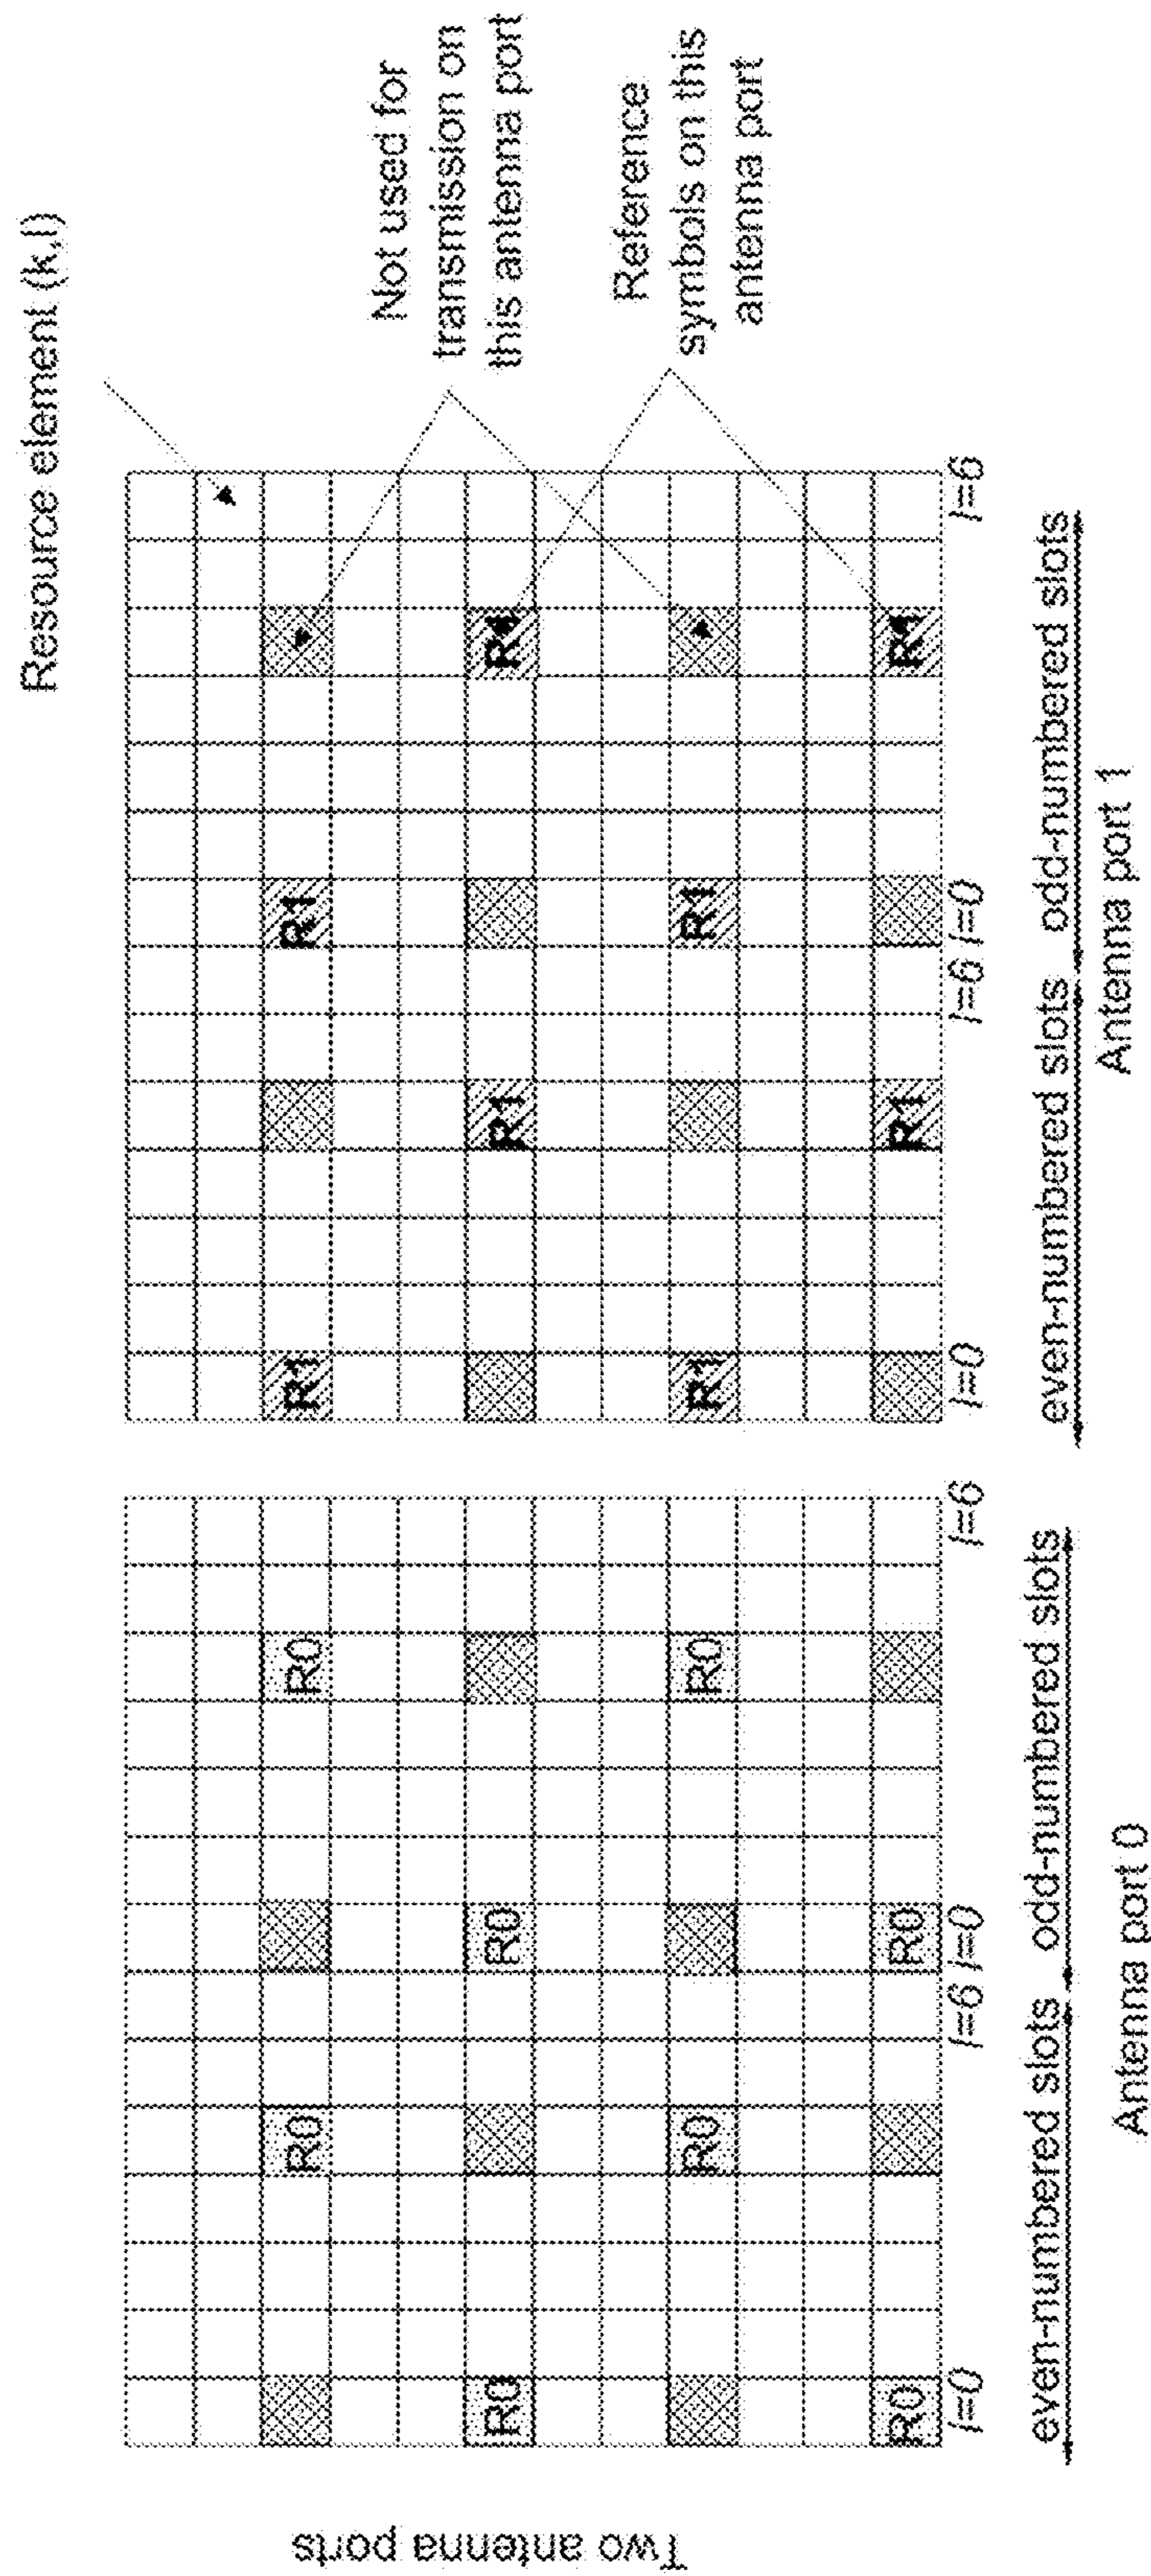 Two antenna ports
Resource element (k,l)
Not used for
transmission on
this antenna port
Reference
symbols on this
antenna port
R0 R0 R1 R1
R0 R0 R1 R1
R0 R0 R1 R1
R0 R0 R1 R1
l=0 l=6 l=0 l=6 l=0 l=6 l=0 l=6
even-numbered slots odd-numbered slots even-numbered slots odd-numbered slots
Antenna port 0 Antenna port 1